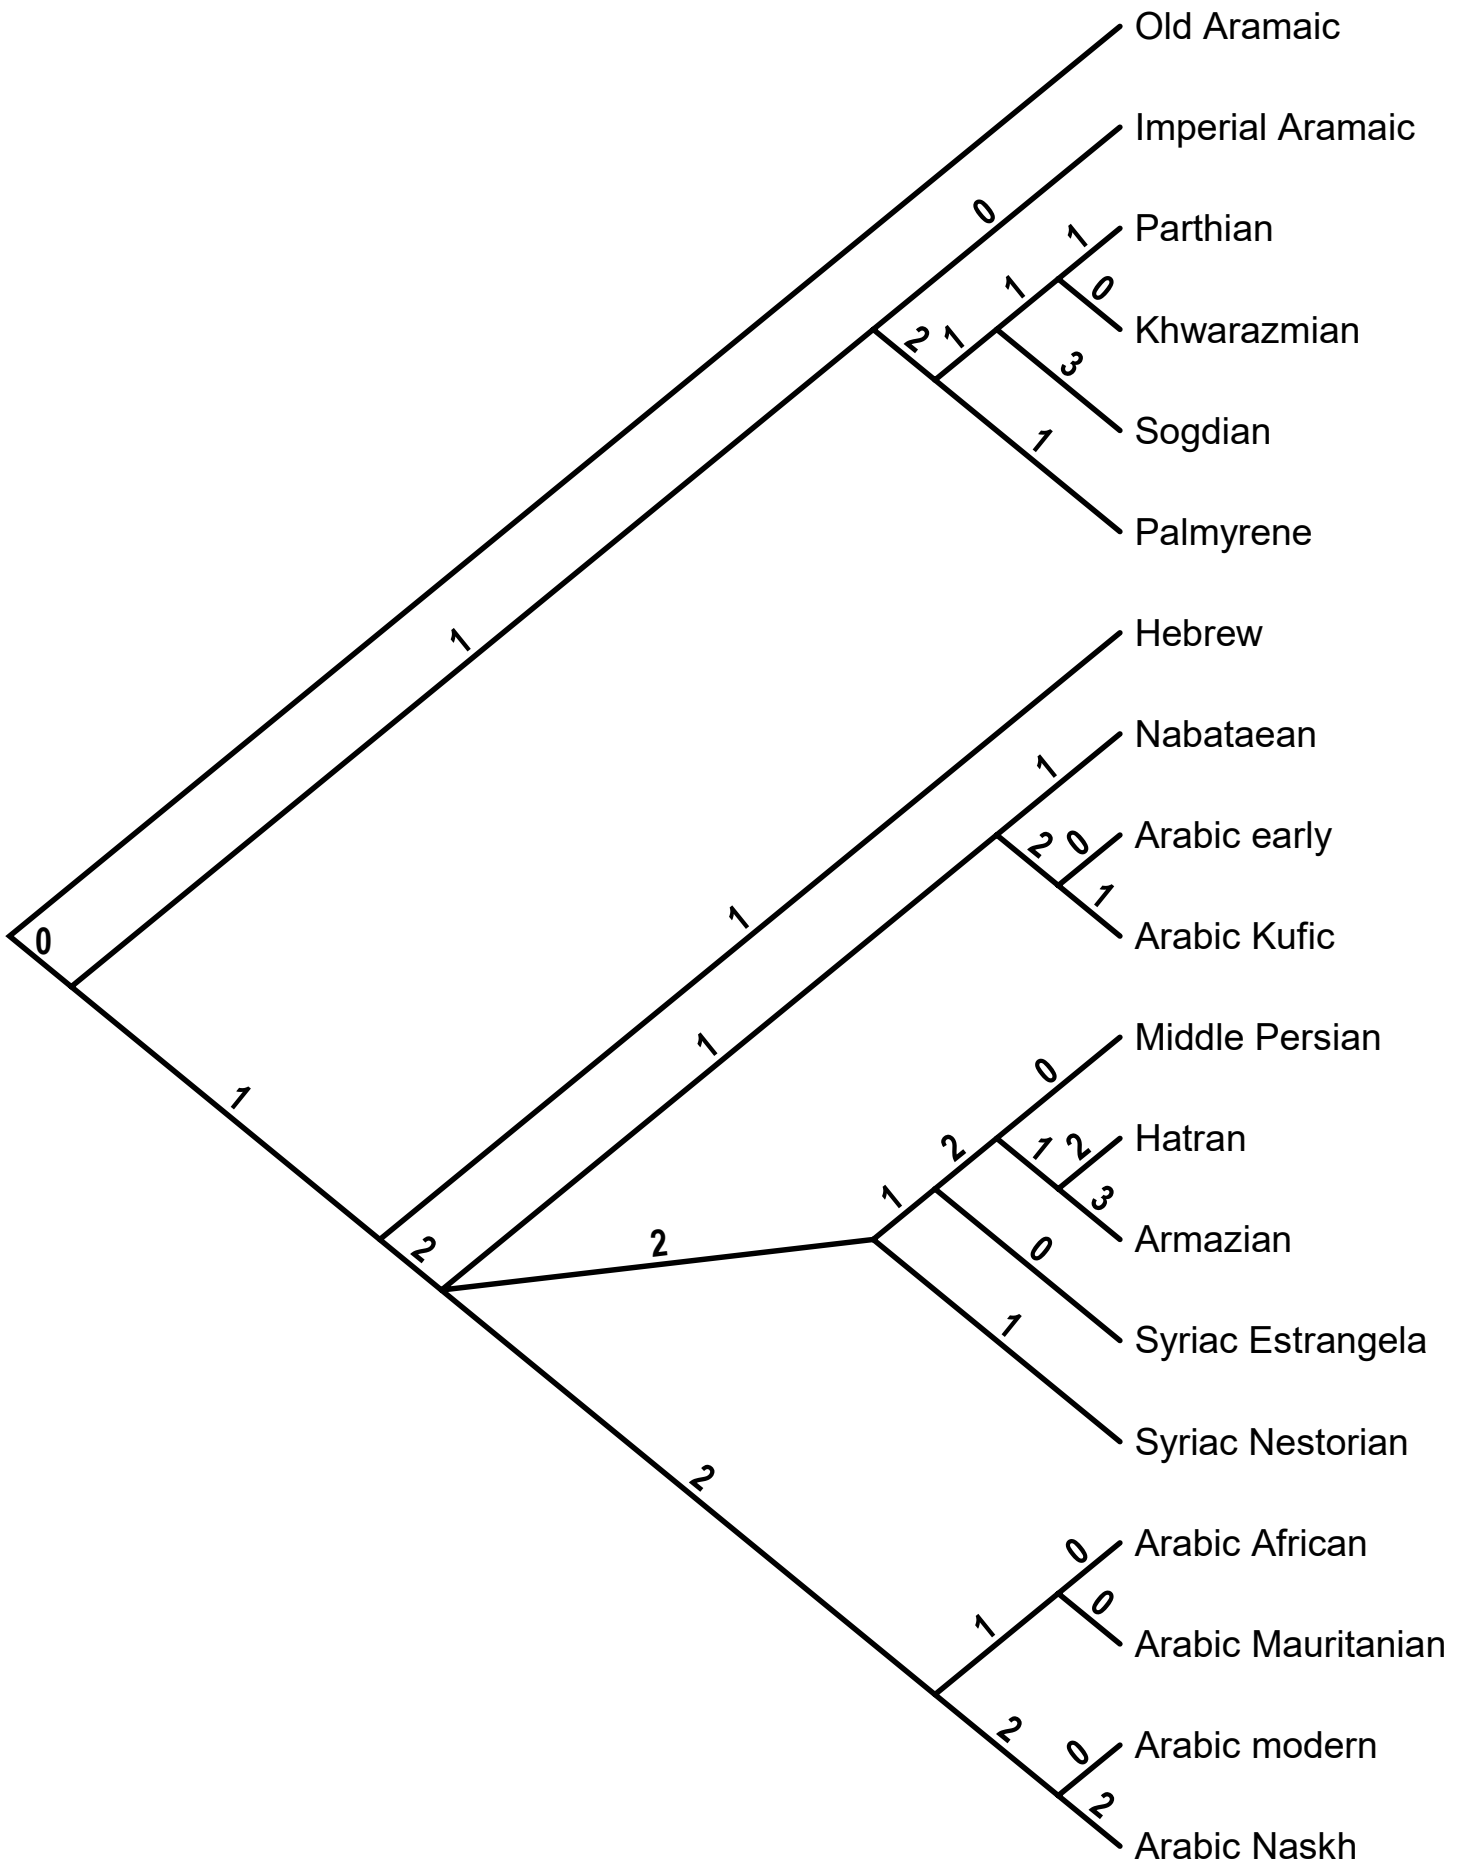 Old Aramaic
Imperial Aramaic
0
Parthian
1
1
Khwarazmian
0
2
1
3
Sogdian
1
Palmyrene
1
Hebrew
Nabataean
1
Arabic early
2
0
1
Arabic Kufic
1
0
1
Middle Persian
0
1
Hatran
2
1
2
1
3
Armazian
2
0
2
Syriac Estrangela
1
Syriac Nestorian
2
Arabic African
0
0
1
Arabic Mauritanian
2
Arabic modern
0
2
Arabic Naskh